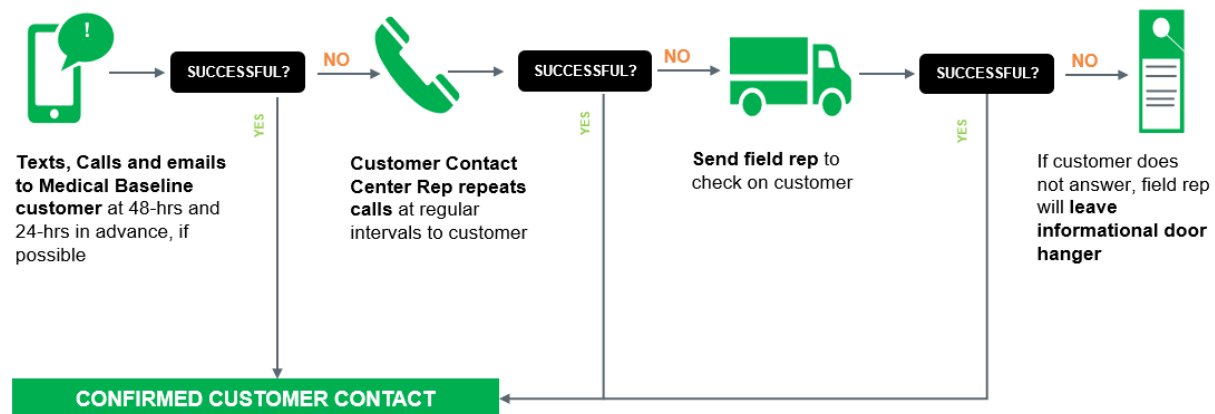 !
SUCCESSFUL?
NO
SUCCESSFUL?
NO
SUCCESSFUL?
NO
YES
YES
YES
Texts, Calls and emails
to Medical Baseline
customer at 48-hrs and
24-hrs in advance, if
possible
Customer Contact
Center Rep repeats
calls at regular
intervals to customer
Send field rep to
check on customer
If customer does
not answer, field rep
will leave
informational door
hanger
CONFIRMED CUSTOMER CONTACT